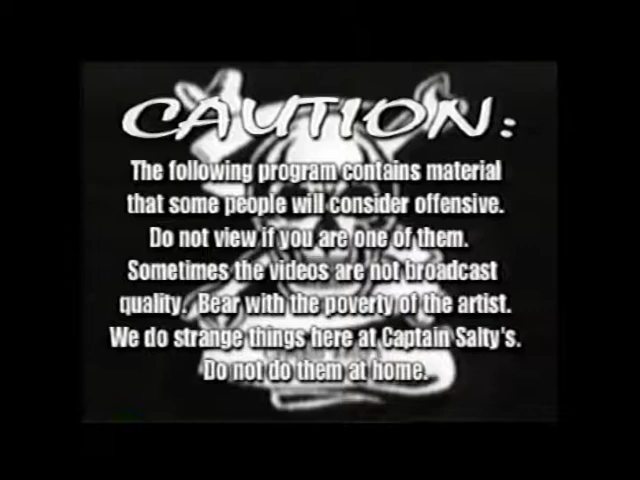 CAUTION:
The following program contains material
that some people will consider offensive.
Do not view if you are one of them.
Sometimes the videos are not broadcast
quality. Bear with the poverty of the artist.
We do strange things here at Captain Salty's.
Do not do them at home.